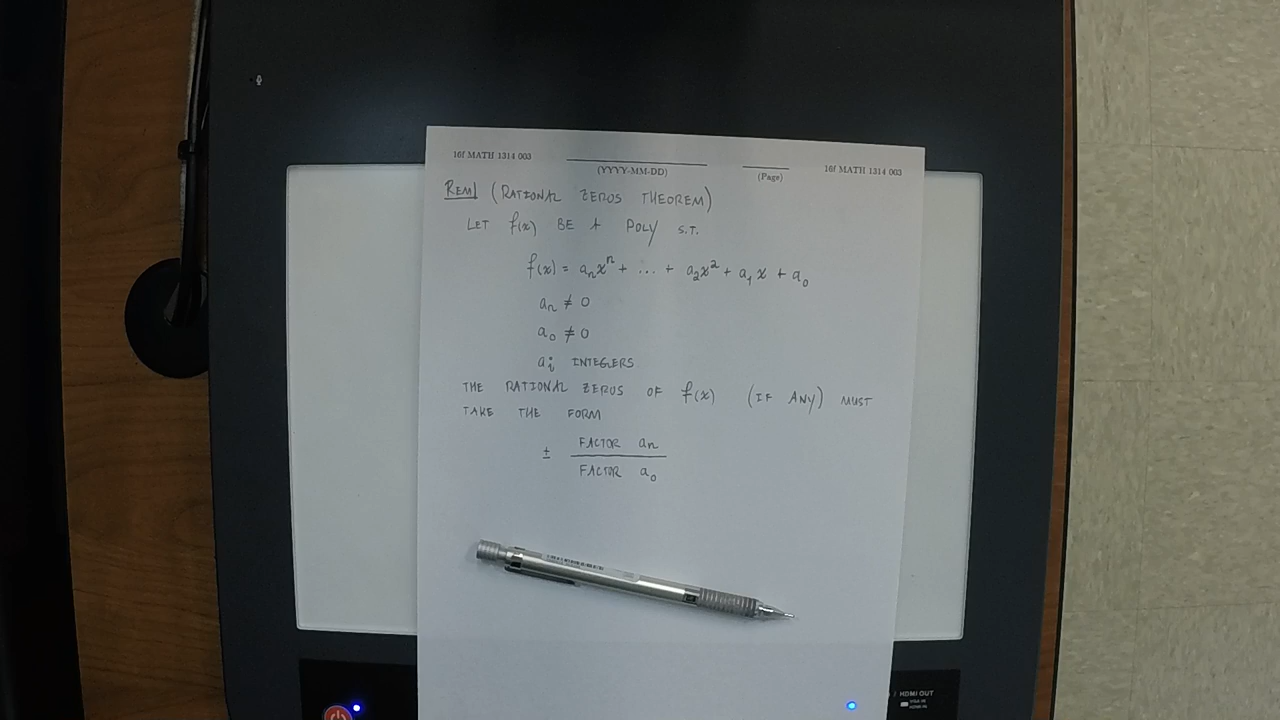 16f MATH 1314 003 (YYYY-MM-DD) (Page) 16f MATH 1314 003
REM (RATIONAL ZEROS THEOREM)
LET f(x) BE A POLY S.T.
f(x) = aₙxⁿ + ... + a₂x² + a₁x + a₀
aₙ ≠ 0
a₀ ≠ 0
aᵢ INTEGERS
THE RATIONAL ZEROS OF f(x) (IF ANY) MUST
TAKE THE FORM
± FACTOR aₙ
FACTOR a₀
HDMI OUT